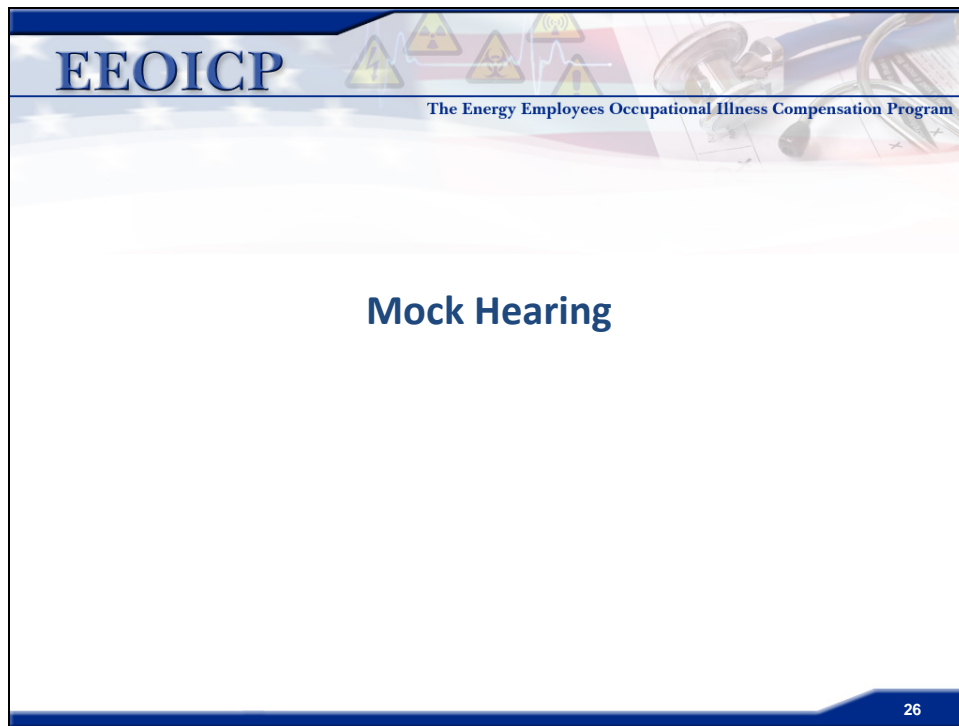 EEOICP
The Energy Employees Occupational Illness Compensation Program
Mock Hearing
26